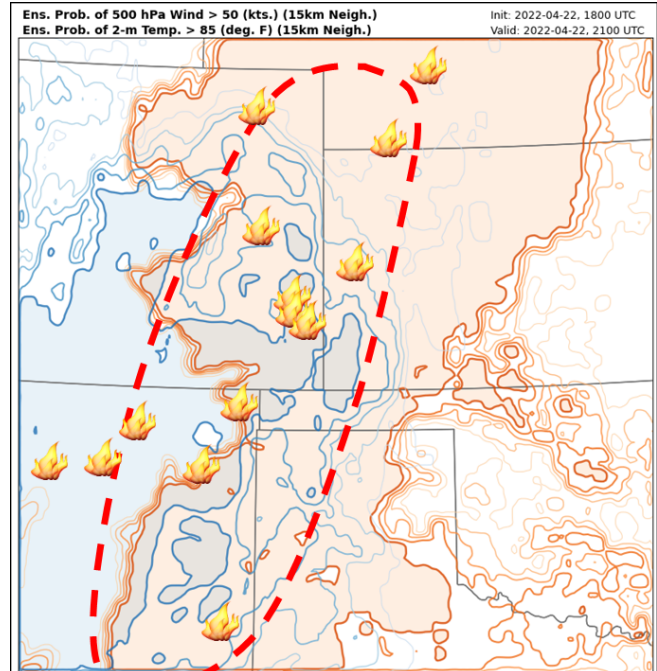 Ens. Prob. of 500 hPa Wind > 50 (kts.) (15km Neigh.)
Init: 2022-04-22, 1800 UTC
Ens. Prob. of 2-m Temp. > 85 (deg. F) (15km Neigh.)
Valid: 2022-04-22, 2100 UTC